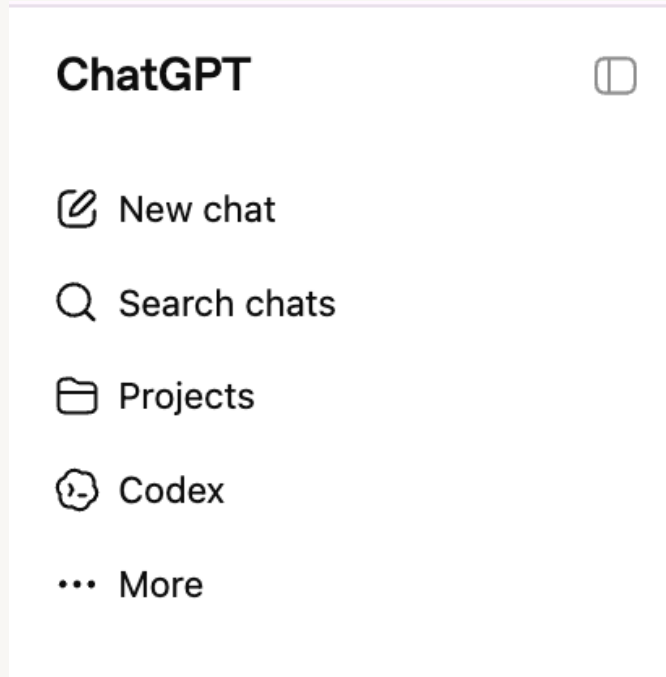 ChatGPT
New chat
Search chats
Projects
Codex
More